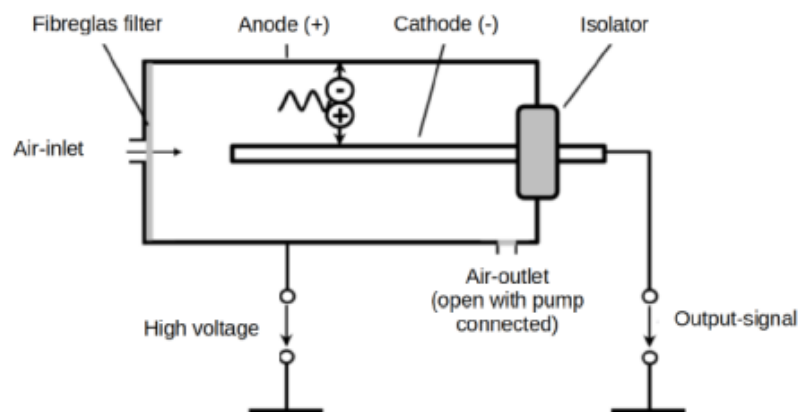 Fibreglas filter
Anode (+)
Cathode (-)
Isolator
-
+
Air-inlet
Air-outlet
(open with pump
connected)
High voltage
Output-signal